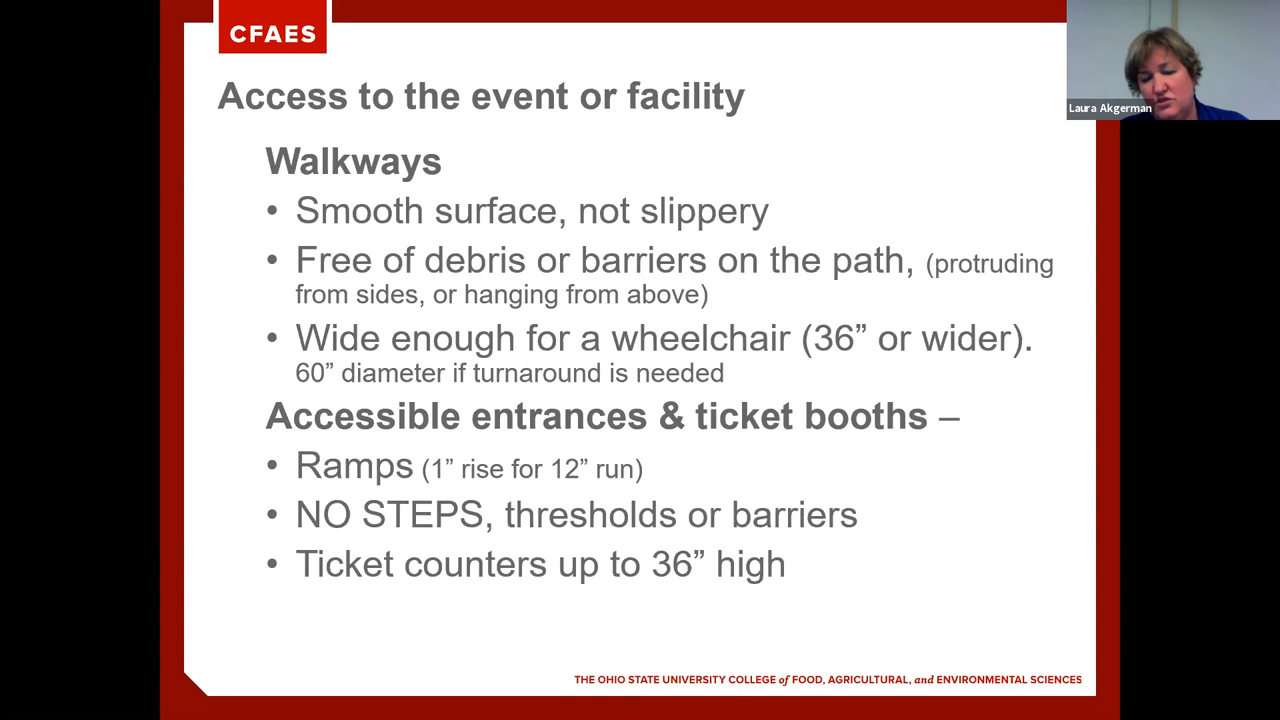 CFAES
Laura Akgerman
Access to the event or facility
Walkways
• Smooth surface, not slippery
• Free of debris or barriers on the path, (protruding
from sides, or hanging from above)
• Wide enough for a wheelchair (36” or wider).
60” diameter if turnaround is needed
Accessible entrances & ticket booths –
• Ramps (1” rise for 12” run)
• NO STEPS, thresholds or barriers
• Ticket counters up to 36” high
THE OHIO STATE UNIVERSITY COLLEGE of FOOD, AGRICULTURAL, and ENVIRONMENTAL SCIENCES